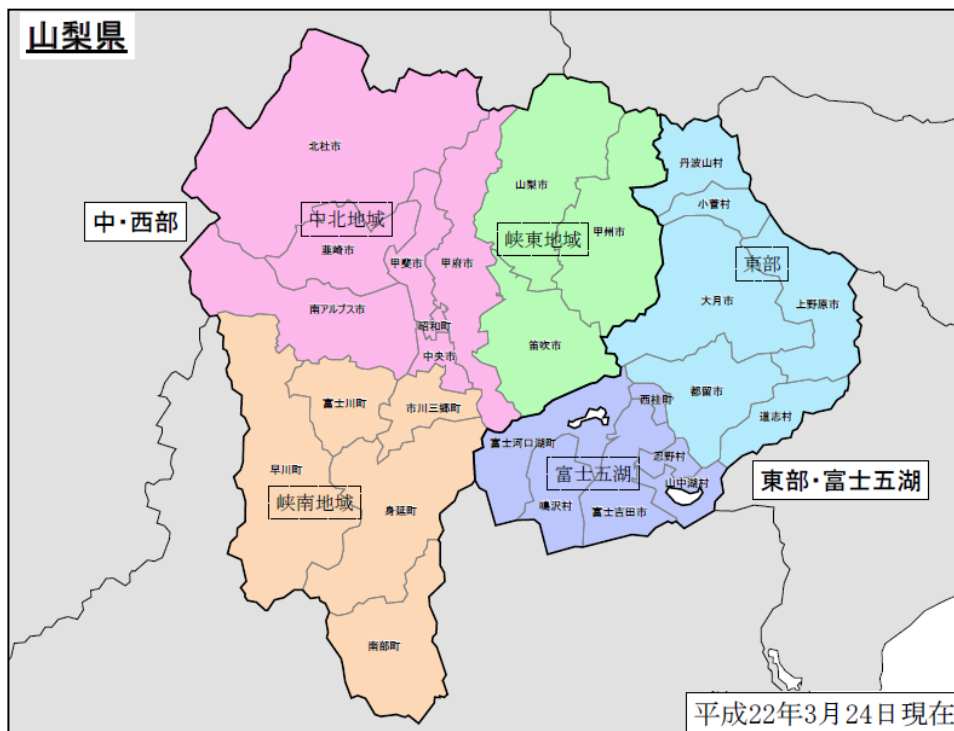 山梨県
丹波山村
北杜市
山梨市
小菅村
中・西部
中北地域
峡東地域
甲州市
韮崎市
甲斐市
甲府市
東部
南アルプス市
大月市
上野原市
昭和町
笛吹市
中央市
富士川町
市川三郷町
都留市
西桂町
道志村
富士河口湖町
忍野村
早川町
峡南地域
富士五湖
山中湖村
東部・富士五湖
身延町
鳴沢村
富士吉田市
南部町
平成22年3月24日現在